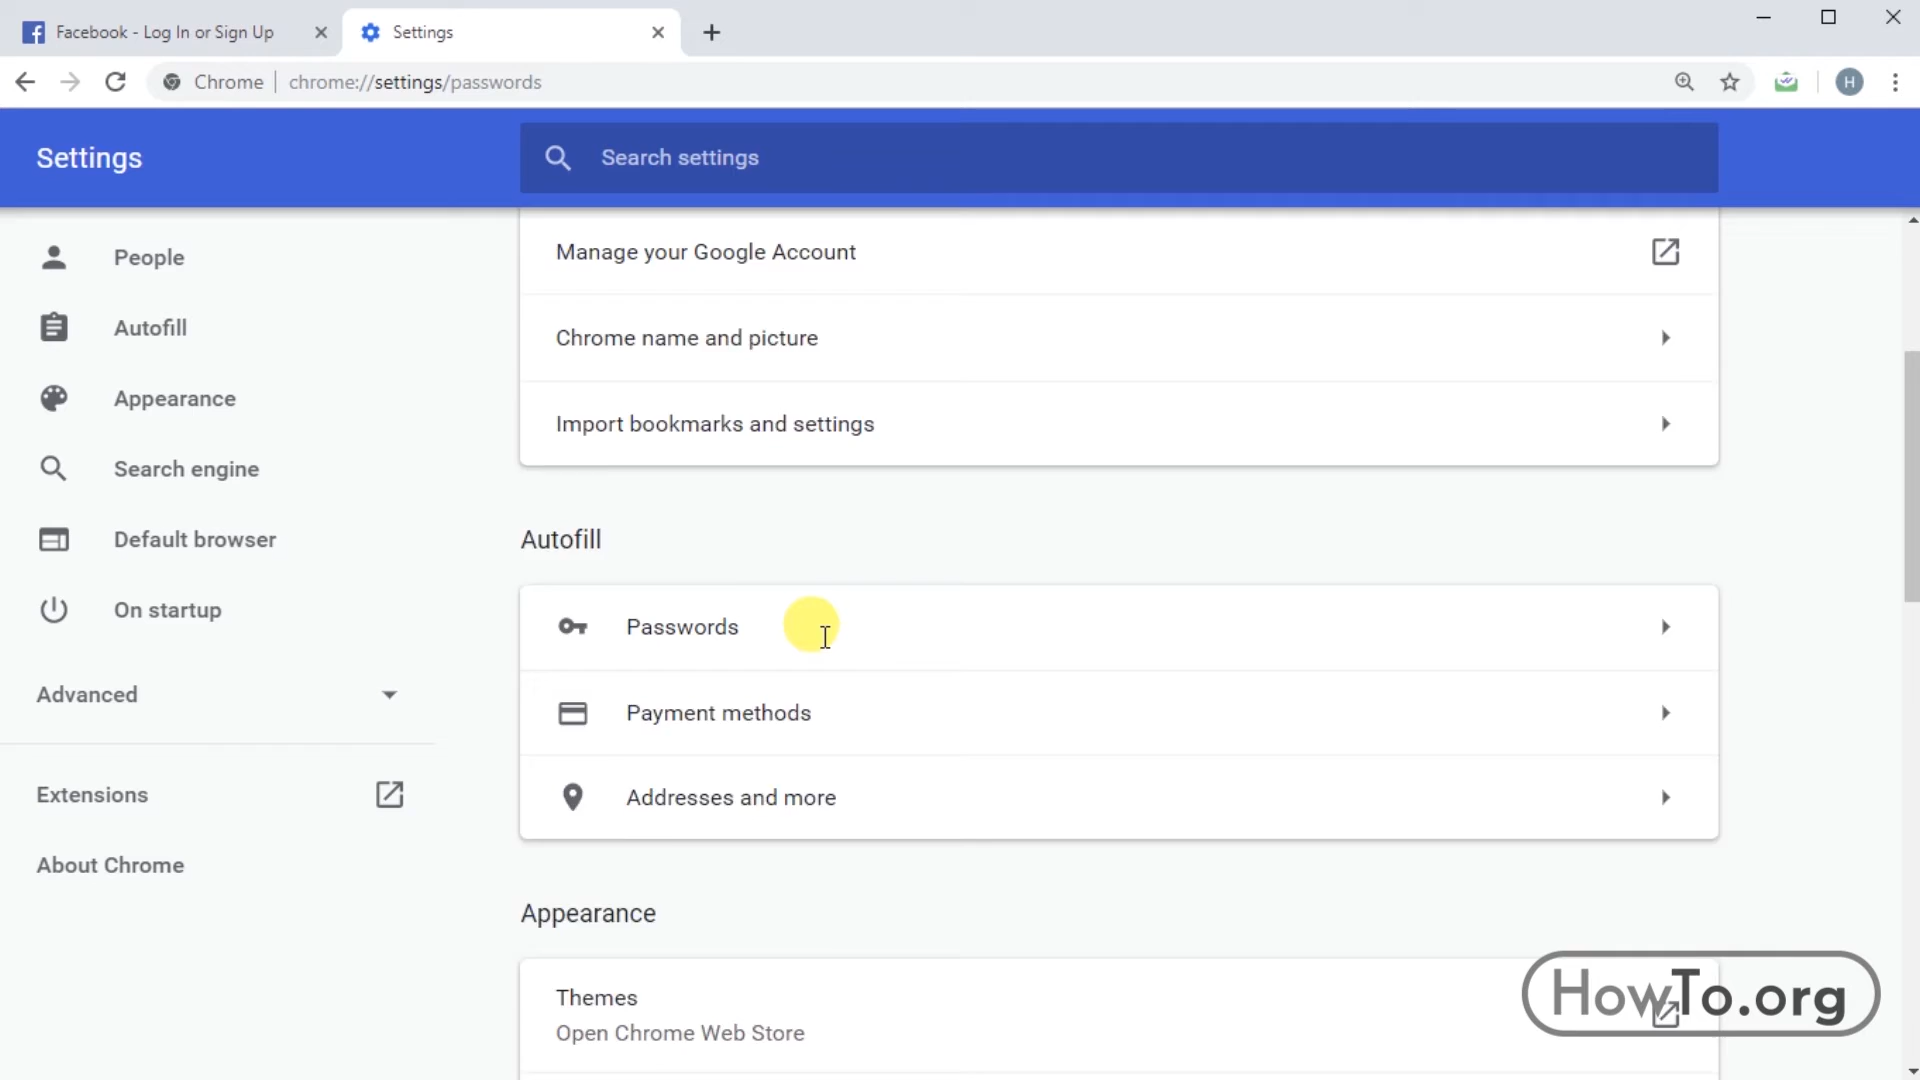 Facebook - Log In or Sign Up
Settings
Chrome
chrome://settings/passwords
H
Settings
Search settings
People
Autofill
Appearance
Search engine
Default browser
On startup
Advanced
Extensions
About Chrome
Manage your Google Account
Chrome name and picture
Import bookmarks and settings
Autofill
Passwords
Payment methods
Addresses and more
Appearance
Themes
Open Chrome Web Store
HowTo.org